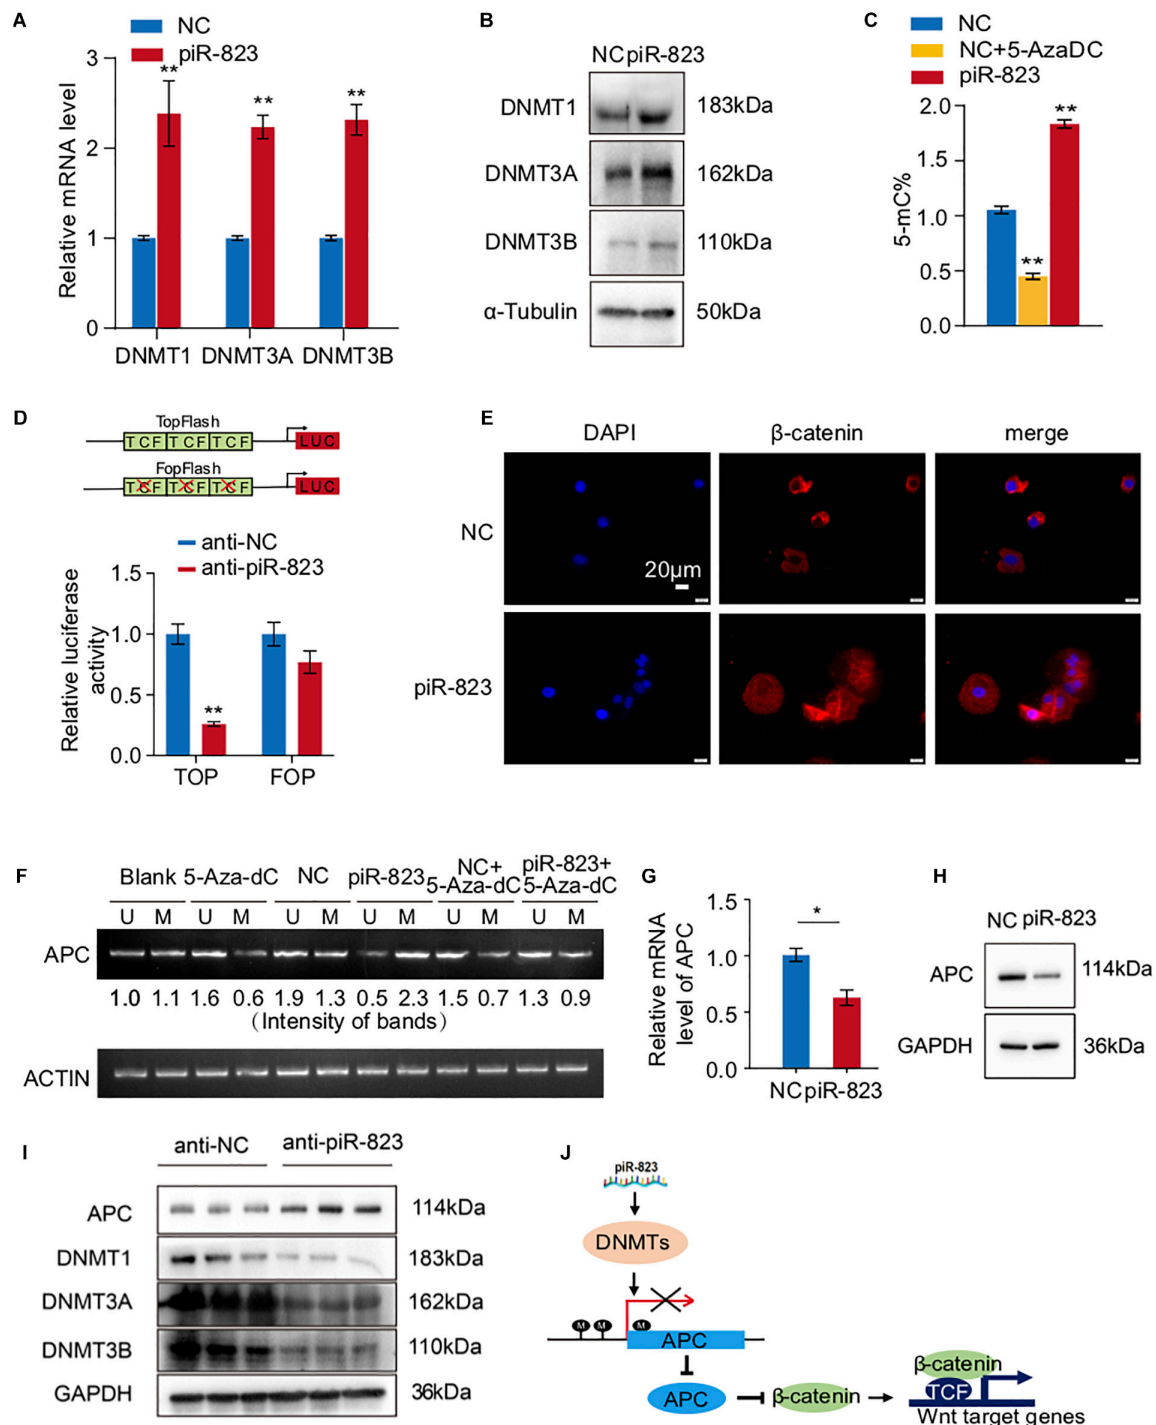 A
NC
piR-823
Relative mRNA level
3
2
1
0
**
**
**
DNMT1 DNMT3A DNMT3B
B
NC piR-823
DNMT1 183kDa
DNMT3A 162kDa
DNMT3B 110kDa
α-Tubulin 50kDa
C
NC
NC+5-AzaDC
piR-823
5-mC%
2.0
1.5
1.0
0.5
0.0
**
**
D
TopFlash
TCF TCF TCF LUC
FopFlash
TCF TCF TCF LUC
anti-NC
anti-piR-823
Relative luciferase
activity
1.5
1.0
0.5
0.0
**
TOP FOP
E
DAPI β-catenin merge
NC
20μm
piR-823
F
Blank 5-Aza-dC NC piR-823 NC+ 5-Aza-dC piR-823+ 5-Aza-dC
U M U M U M U M U M U M
APC
1.0 1.1 1.6 0.6 1.9 1.3 0.5 2.3 1.5 0.7 1.3 0.9
(Intensity of bands)
ACTIN
G
Relative mRNA
level of APC
1.5
1.0
0.5
0.0
*
NC piR-823
H
NC piR-823
APC 114kDa
GAPDH 36kDa
I
anti-NC anti-piR-823
APC 114kDa
DNMT1 183kDa
DNMT3A 162kDa
DNMT3B 110kDa
GAPDH 36kDa
J
piR-823
DNMTs
M M M
APC
APC
β-catenin
β-catenin
TCF
Wnt target genes